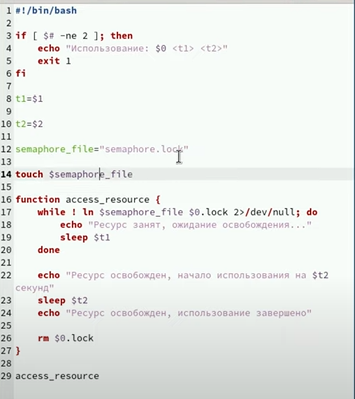 1 #!/bin/bash
2
3 if [ $# -ne 2 ]; then
4     echo "Использование: $0 <t1> <t2>"
5     exit 1
6 fi
7
8 t1=$1
9
10 t2=$2
11
12 semaphore_file="semaphore.lock"
13
14 touch $semaphore_file
15
16 function access_resource {
17     while ! ln $semaphore_file $0.lock 2>/dev/null; do
18         echo "Ресурс занят, ожидание освобождения..."
19         sleep $t1
20     done
21
22     echo "Ресурс освобожден, начало использования на $t2
секунд"
23     sleep $t2
24     echo "Ресурс освобожден, использование завершено"
25
26     rm $0.lock
27 }
28
29 access_resource